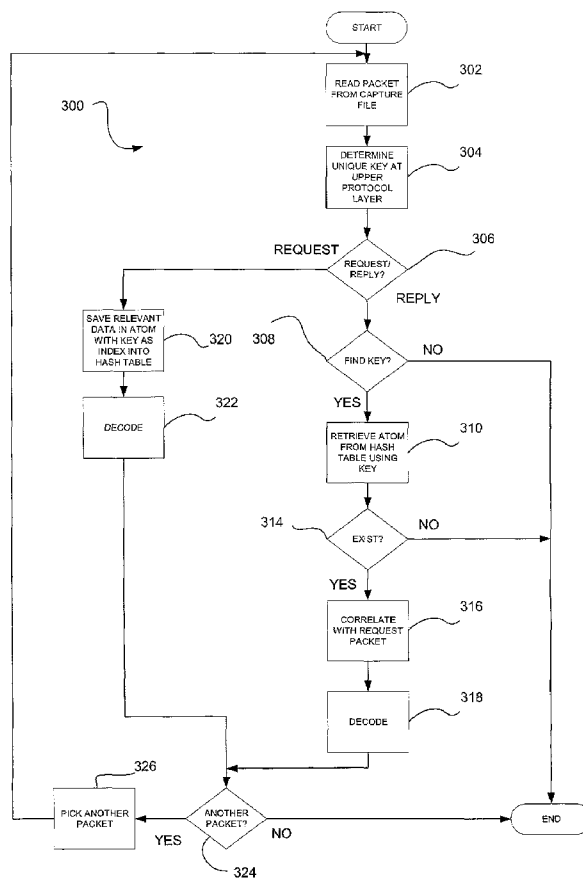 START
READ PACKET
FROM CAPTURE
FILE
302
300
DETERMINE
UNIQUE KEY AT
UPPER
PROTOCOL
LAYER
304
REQUEST
REQUEST/
REPLY?
306
REPLY
SAVE RELEVANT
DATA IN ATOM
WITH KEY AS
INDEX INTO
HASH TABLE
320
308
FIND KEY?
NO
YES
DECODE
322
RETRIEVE ATOM
FROM HASH
TABLE USING
KEY
310
314
EXIST?
NO
YES
CORRELATE
WITH REQUEST
PACKET
316
DECODE
318
326
PICK ANOTHER
PACKET
YES
ANOTHER
PACKET?
NO
324
END